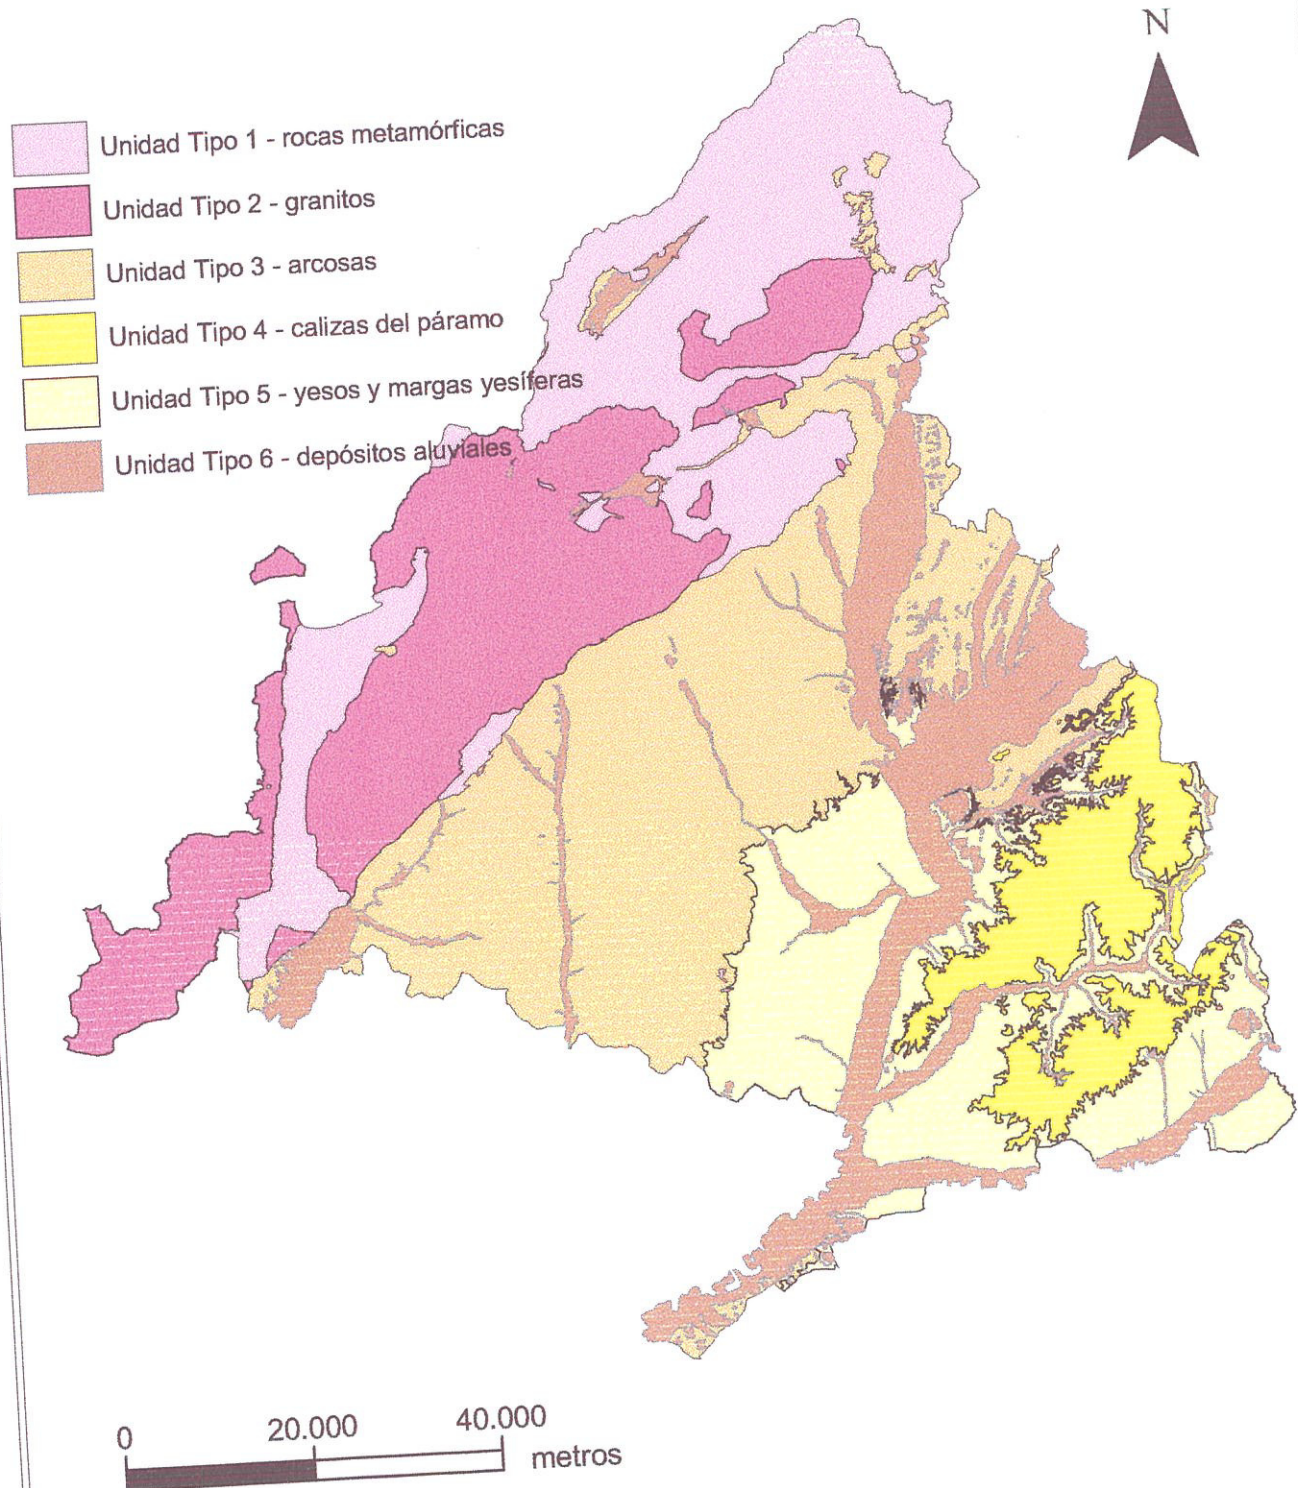 N
Unidad Tipo 1 - rocas metamórficas
Unidad Tipo 2 - granitos
Unidad Tipo 3 - arcosas
Unidad Tipo 4 - calizas del páramo
Unidad Tipo 5 - yesos y margas yesíferas
Unidad Tipo 6 - depósitos aluviales
0 20.000 40.000
metros